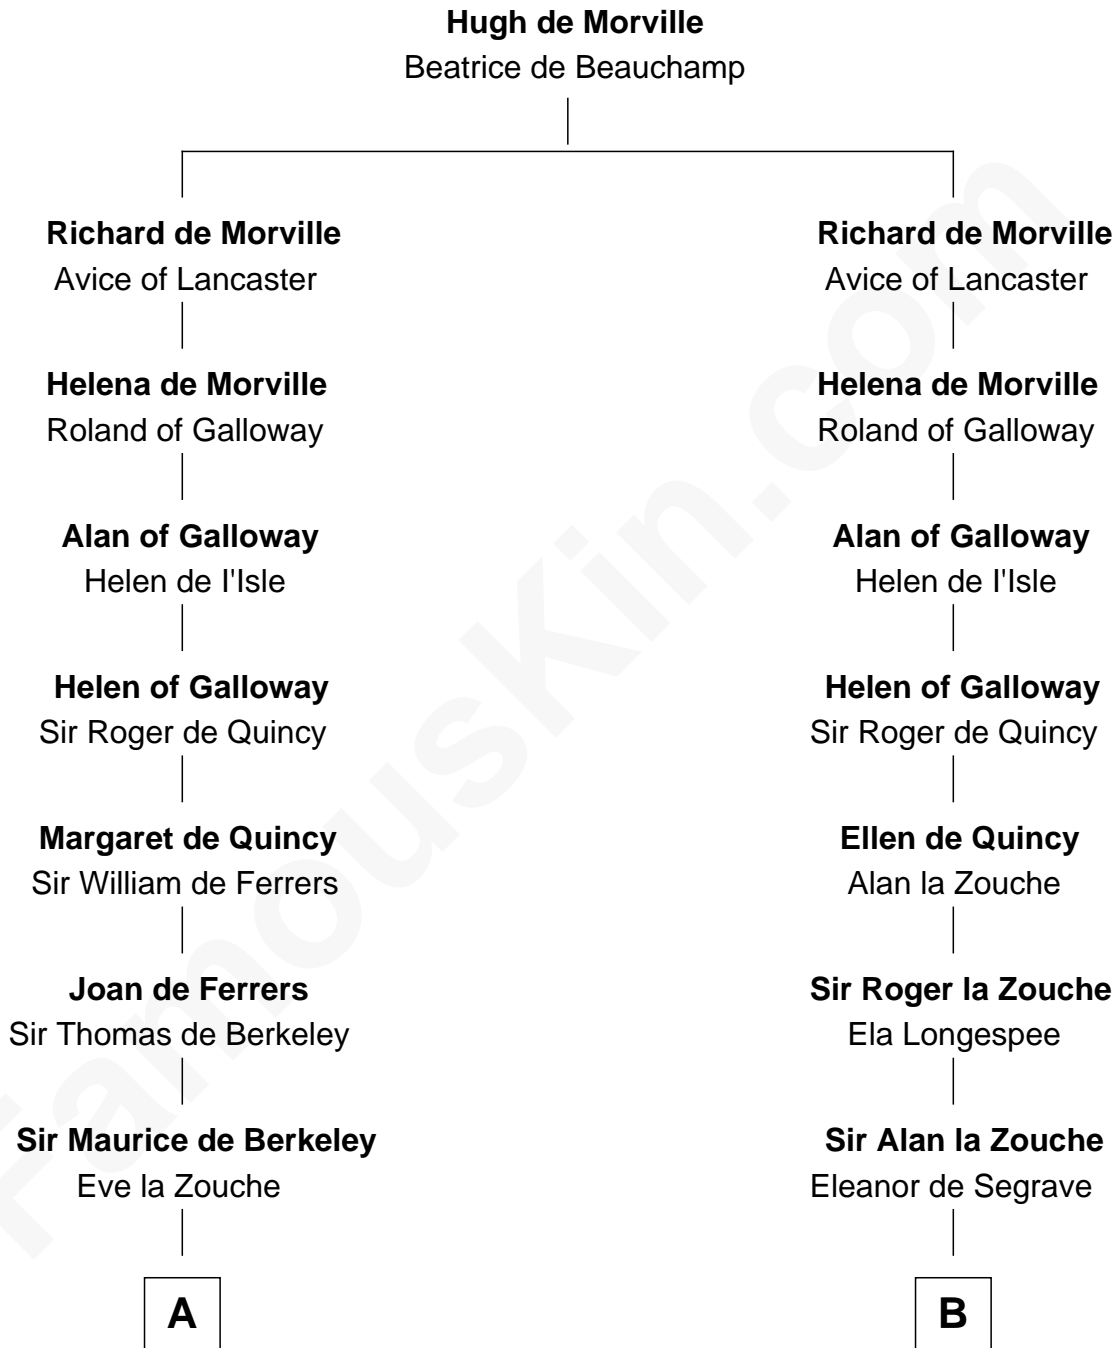 Hugh de Morville
Beatrice de Beauchamp
Richard de Morville
Avice of Lancaster
Richard de Morville
Avice of Lancaster
Helena de Morville
Roland of Galloway
Helena de Morville
Roland of Galloway
Alan of Galloway
Helen de I'Isle
Alan of Galloway
Helen de I'Isle
Helen of Galloway
Sir Roger de Quincy
Helen of Galloway
Sir Roger de Quincy
Margaret de Quincy
Sir William de Ferrers
Ellen de Quincy
Alan la Zouche
Joan de Ferrers
Sir Thomas de Berkeley
Sir Roger la Zouche
Ela Longespee
Sir Maurice de Berkeley
Eve la Zouche
Sir Alan la Zouche
Eleanor de Segrave
A
B
FamousKin.com